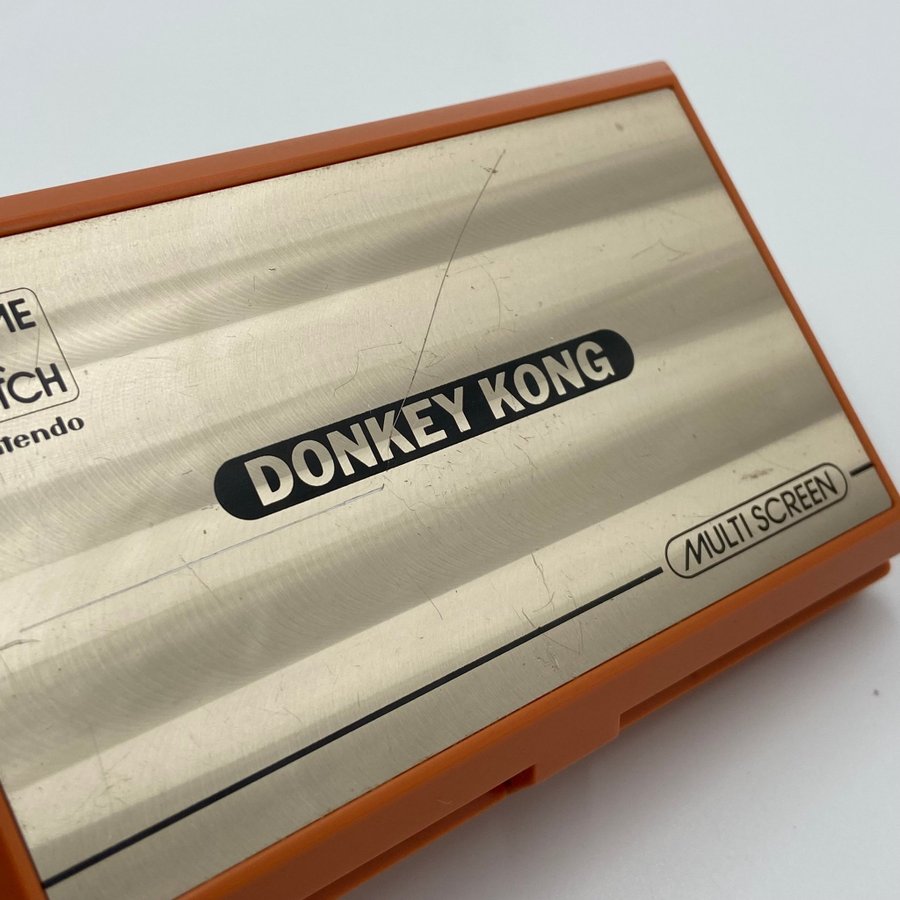 ME
TCH
ntendo
DONKEY KONG
MULTI SCREEN